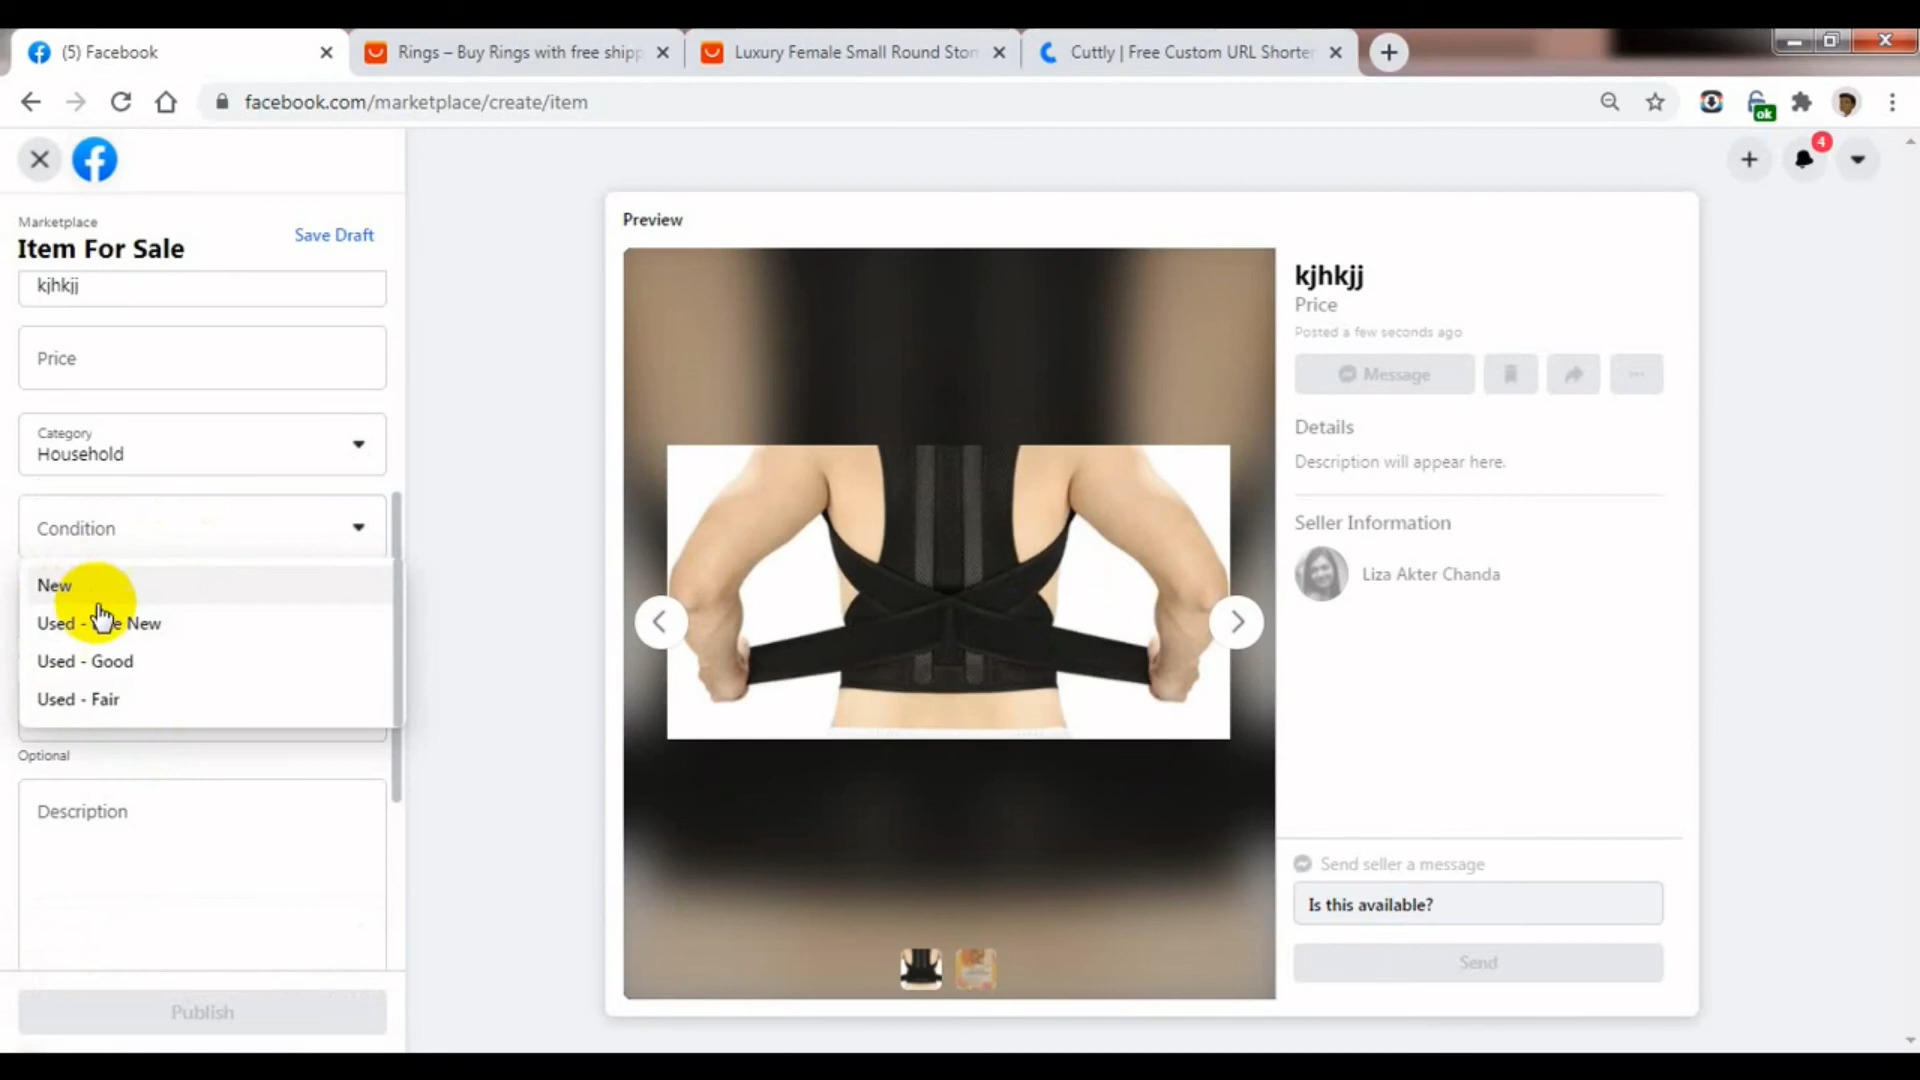 (5) Facebook
Rings – Buy Rings with free shipp
Luxury Female Small Round Ston
Cuttly | Free Custom URL Shorter
facebook.com/marketplace/create/item
ok
4
Marketplace
Item For Sale
Save Draft
kjhkjj
Price
Category
Household
Condition
New
Used - New
Used - Good
Used - Fair
Optional
Description
Publish
Preview
kjhkjj
Price
Posted a few seconds ago
Message
Details
Description will appear here.
Seller Information
Liza Akter Chanda
Send seller a message
Is this available?
Send